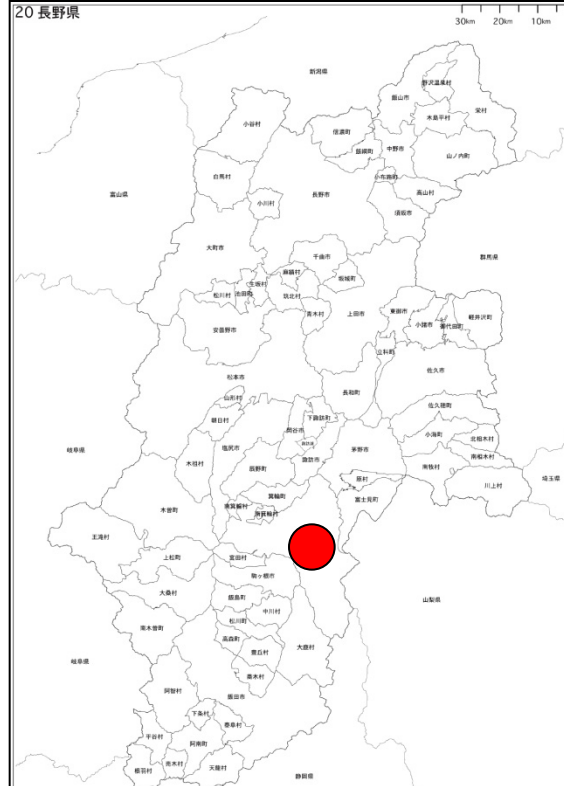 20 長野県
30km 20km 10km
新潟県
野沢温泉村
飯山市
栄村
小谷村
信濃町
木島平村
飯綱町
中野市
山ノ内町
白馬村
小布施町
富山県
長野市
高山村
小川村
須坂市
大町市
千曲市
群馬県
麻績村
坂城町
生坂村
松川村
池田町
筑北村
青木村
上田市
東御市
軽井沢町
小諸市
御代田町
安曇野市
立科町
佐久市
松本市
山形村
長和町
下諏訪町
佐久穂町
朝日村
岡谷市
小海町
北相木村
岐阜県
塩尻市
茅野市
木祖村
諏訪市
南相木村
辰野町
南牧村
埼玉県
原村
川上村
箕輪町
富士見町
木曽町
南箕輪村
王滝村
上松町
宮田村
駒ヶ根市
大桑村
飯島町
山梨県
中川村
松川町
南木曽町
高森町
大鹿村
豊丘村
岐阜県
喬木村
阿智村
飯田市
下条村
泰阜村
平谷村
阿南町
売木村
天龍村
根羽村
静岡県